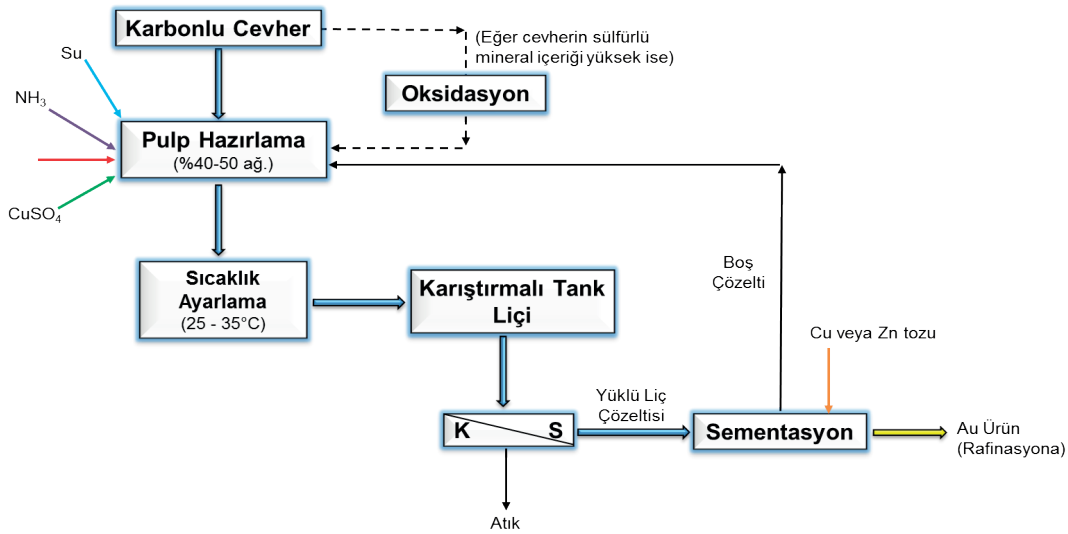 Karbonlu Cevher
(Eğer cevherin sülfürlü
mineral içeriği yüksek ise)
Su
Oksidasyon
NH₃
Pulp Hazırlama
(%40-50 ağ.)
CuSO₄
Sıcaklık
Ayarlama
(25 - 35°C)
Karıştırmalı Tank
Liçi
Boş
Çözelti
Cu veya Zn tozu
Yüklü Liç
Çözeltisi
K S
Sementasyon
Au Ürün
(Rafinasyona)
Atık